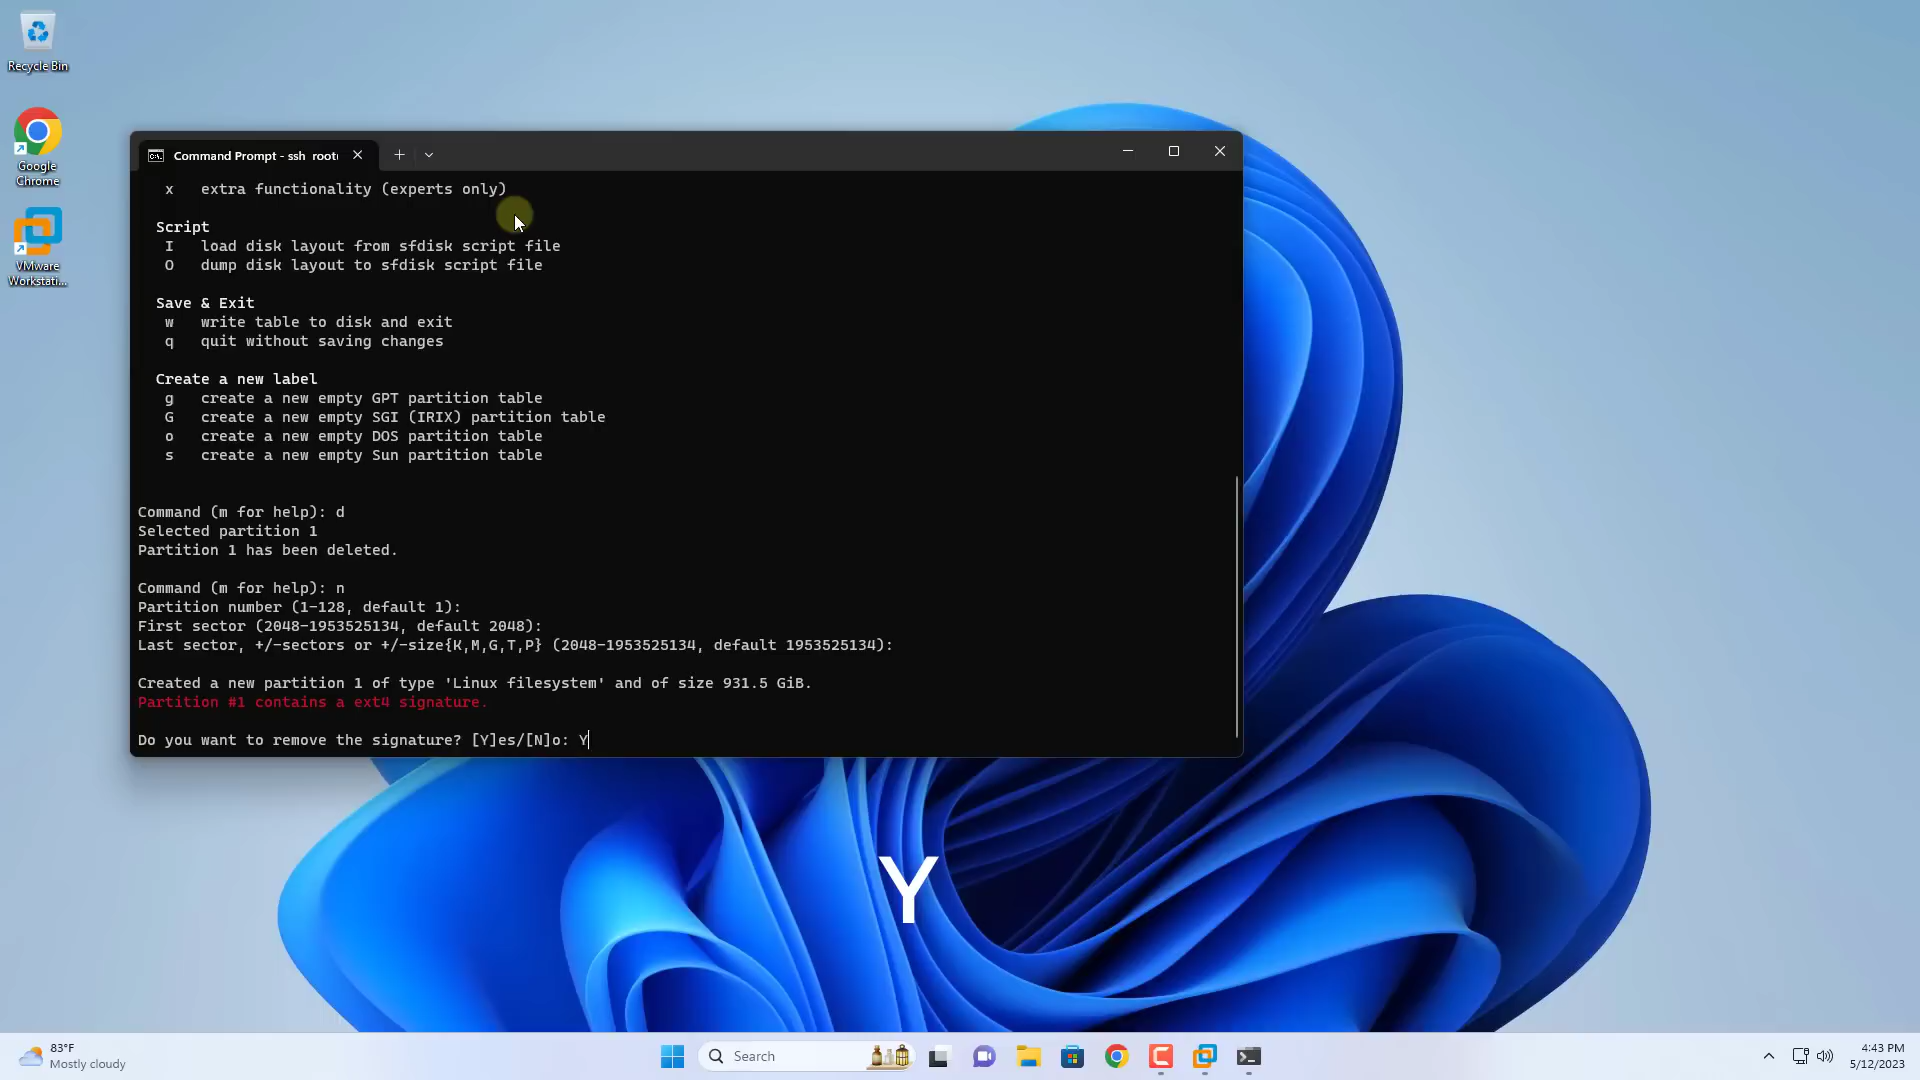 Recycle Bin
Google
Chrome
VMware
Workstati...
Command Prompt - ssh root(
x extra functionality (experts only)
Script
I load disk layout from sfdisk script file
O dump disk layout to sfdisk script file
Save & Exit
w write table to disk and exit
q quit without saving changes
Create a new label
g create a new empty GPT partition table
G create a new empty SGI (IRIX) partition table
o create a new empty DOS partition table
s create a new empty Sun partition table
Command (m for help): d
Selected partition 1
Partition 1 has been deleted.
Command (m for help): n
Partition number (1-128, default 1):
First sector (2048-1953525134, default 2048):
Last sector, +/-sectors or +/-size{K,M,G,T,P} (2048-1953525134, default 1953525134):
Created a new partition 1 of type 'Linux filesystem' and of size 931.5 GiB.
Partition #1 contains a ext4 signature.
Do you want to remove the signature? [Y]es/[N]o: Y
Y
83°F
Mostly cloudy
Search
4:43 PM
5/12/2023